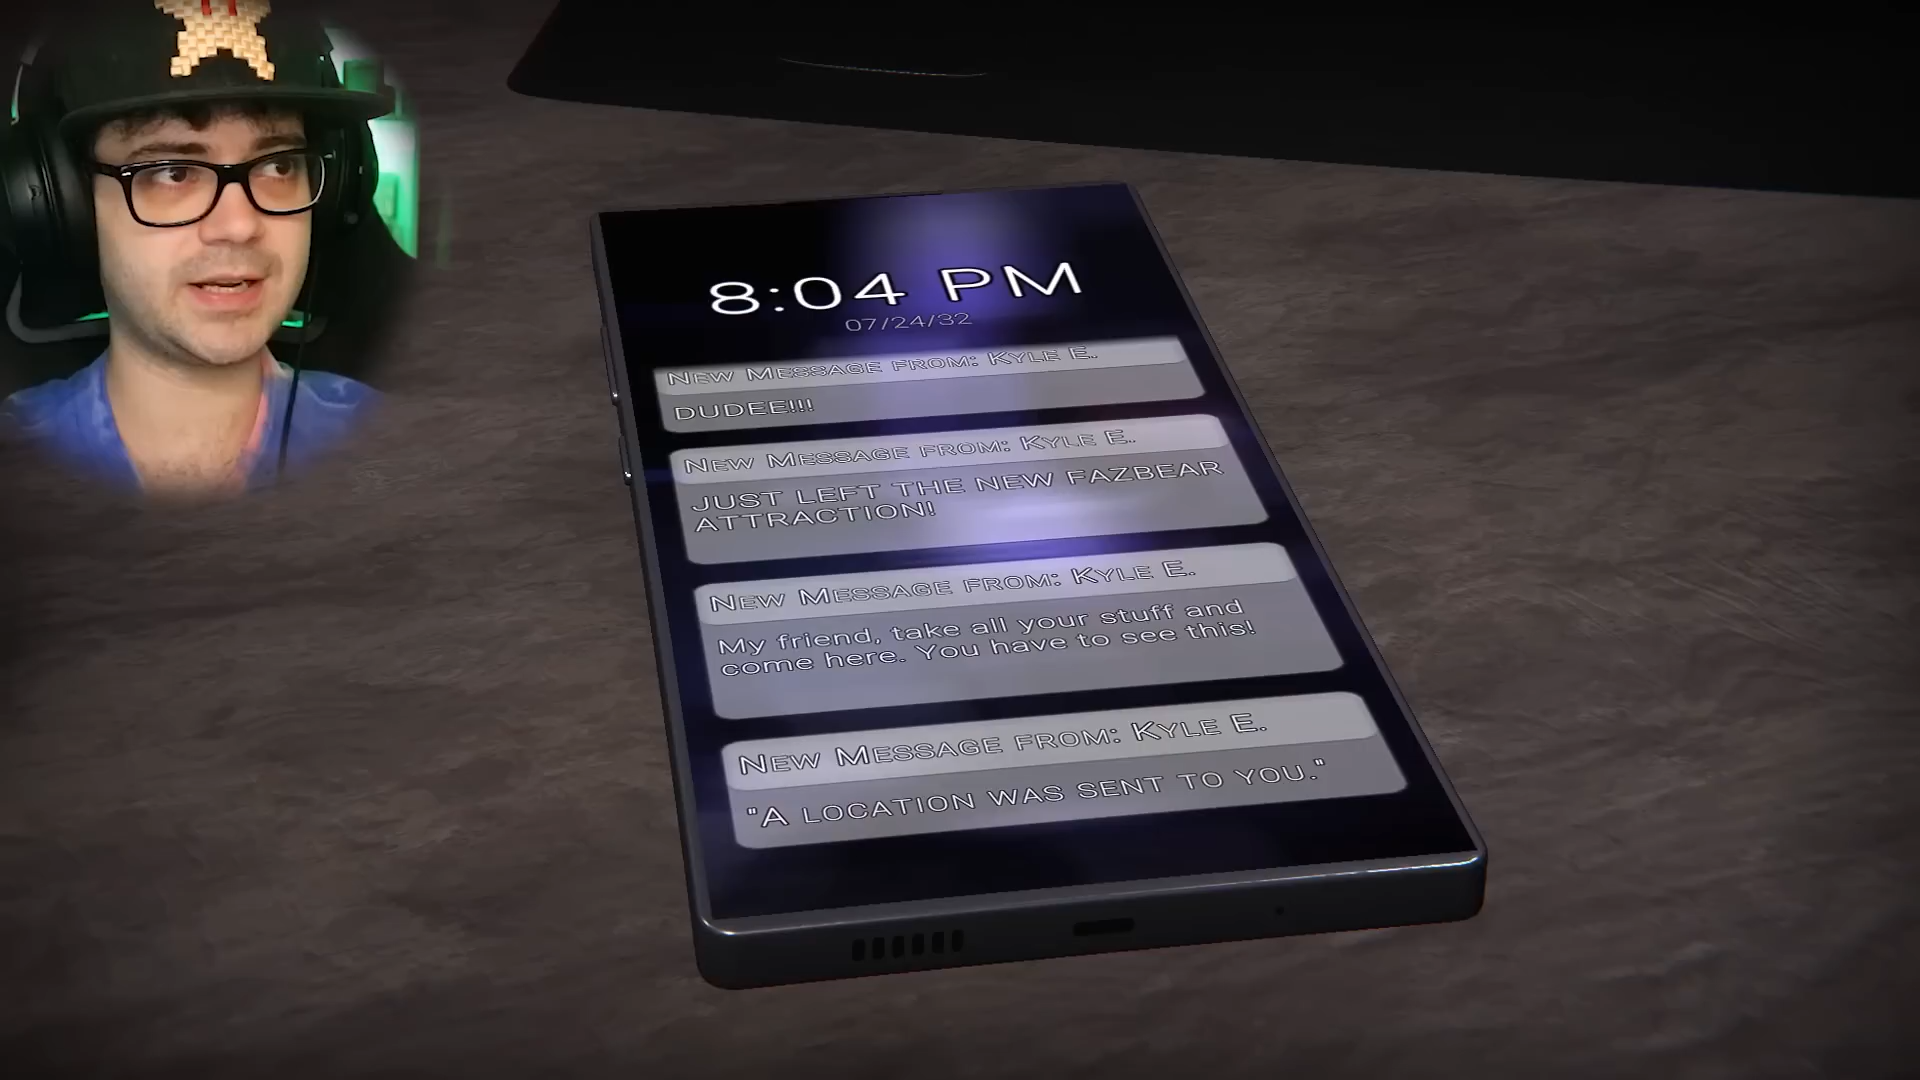 8:04 PM
07/24/32
New Message from: Kyle E.
DUDEE!!!
New Message from: Kyle E.
JUST LEFT THE NEW FAZBEAR
ATTRACTION!
New Message from: Kyle E.
My friend, take all your stuff and
come here. You have to see this!
New Message from: Kyle E.
"A LOCATION WAS SENT TO YOU."